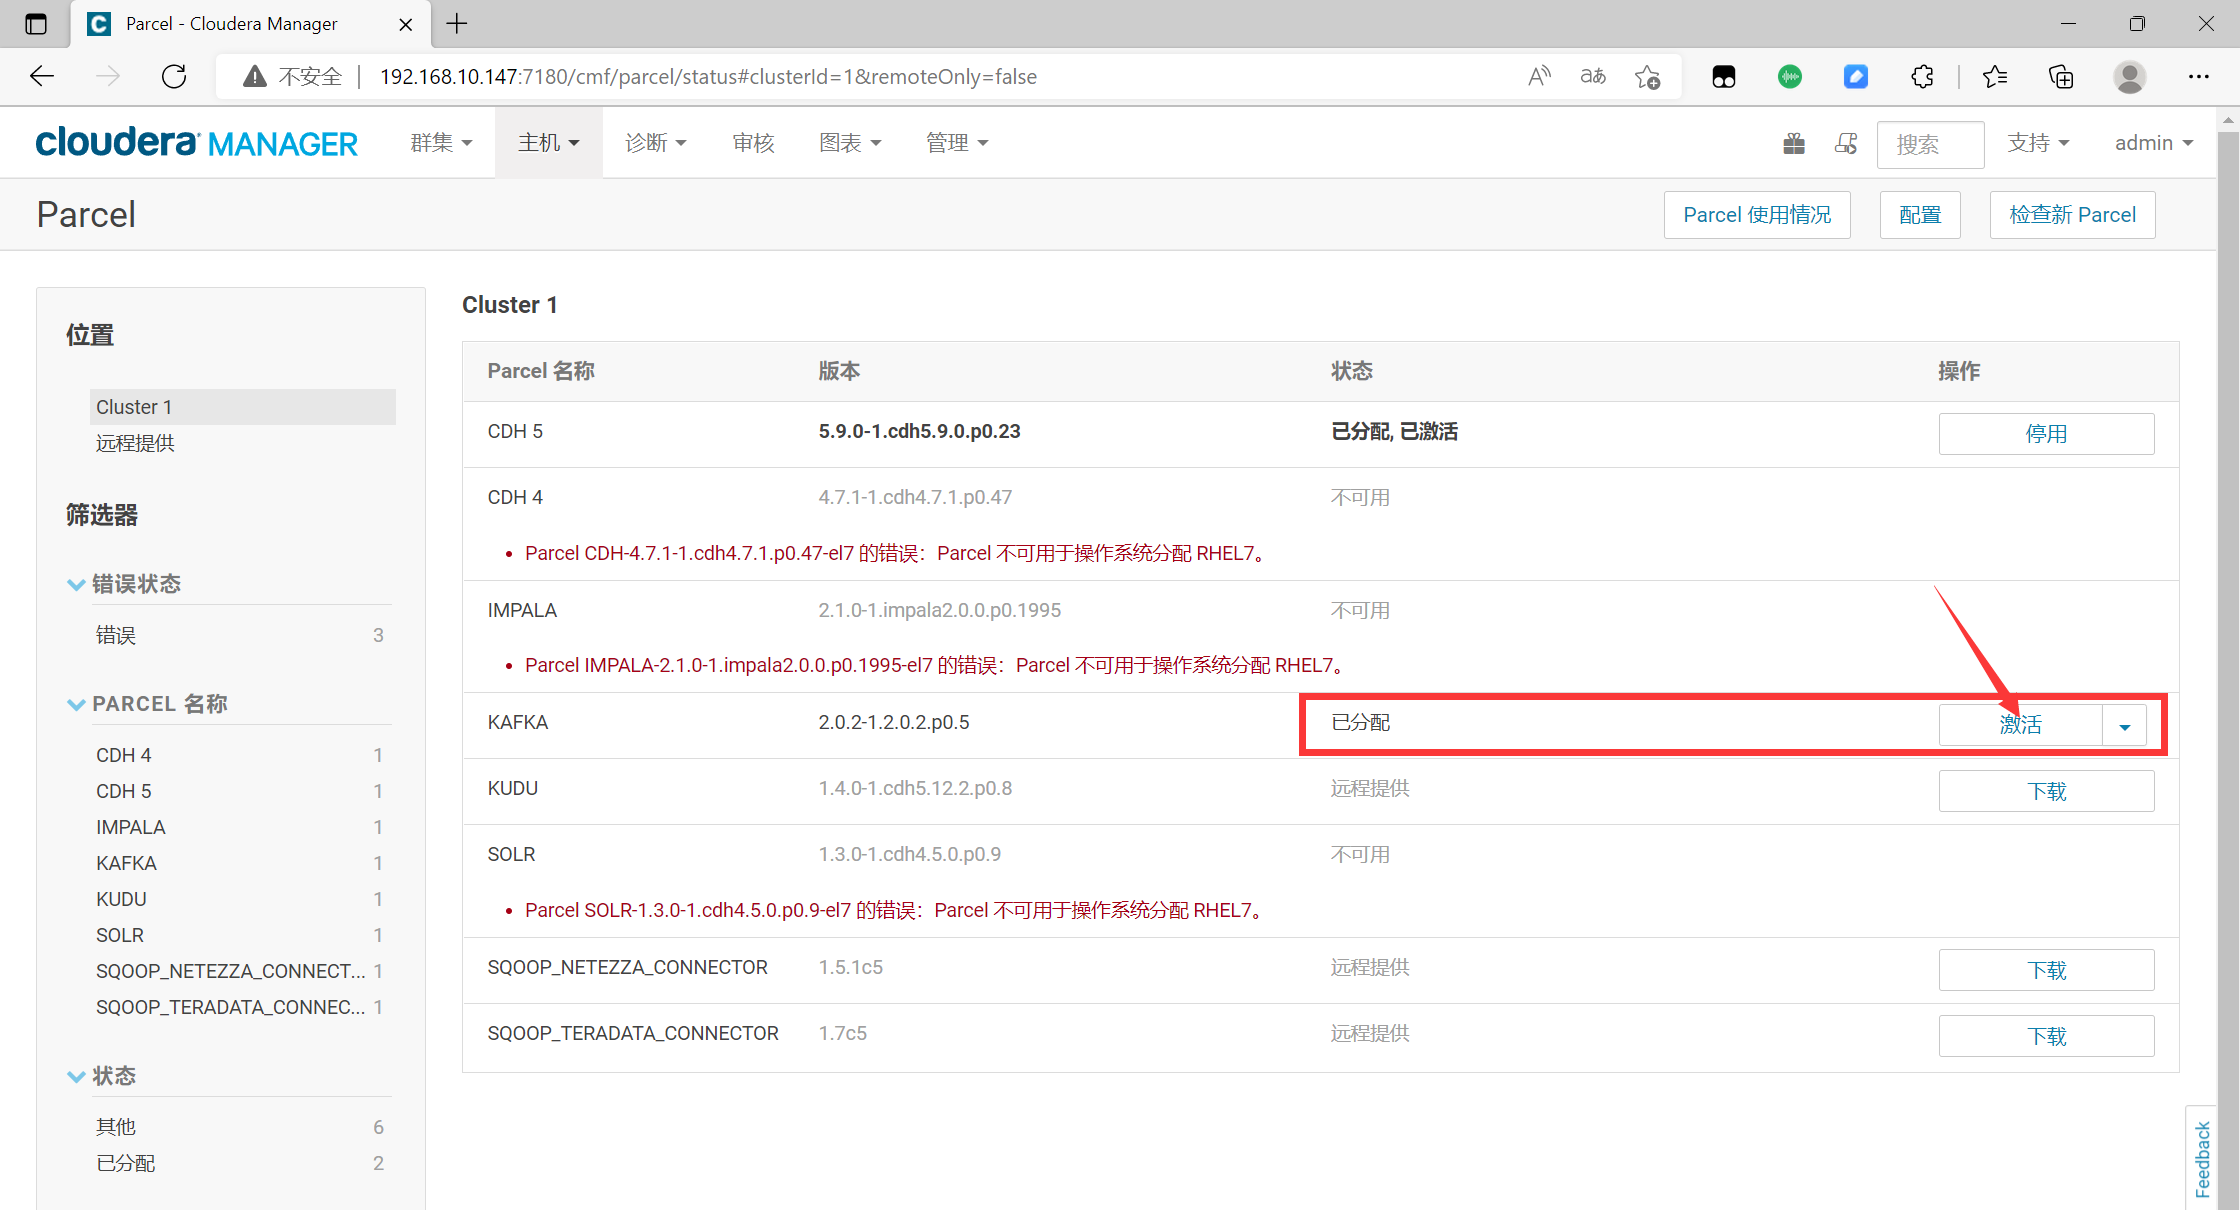 Parcel - Cloudera Manager
不安全 192.168.10.147:7180/cmf/parcel/status#clusterId=1&remoteOnly=false
cloudera MANAGER 群集 主机 诊断 审核 图表 管理 搜索 支持 admin
Parcel Parcel 使用情况 配置 检查新 Parcel
位置
Cluster 1
远程提供
筛选器
错误状态
错误 3
PARCEL 名称
CDH 4 1
CDH 5 1
IMPALA 1
KAFKA 1
KUDU 1
SOLR 1
SQOOP_NETEZZA_CONNECT... 1
SQOOP_TERADATA_CONNEC... 1
状态
其他 6
已分配 2
Cluster 1
Parcel 名称 版本 状态 操作
CDH 5 5.9.0-1.cdh5.9.0.p0.23 已分配, 已激活 停用
CDH 4 4.7.1-1.cdh4.7.1.p0.47 不可用
Parcel CDH-4.7.1-1.cdh4.7.1.p0.47-el7 的错误：Parcel 不可用于操作系统分配 RHEL7。
IMPALA 2.1.0-1.impala2.0.0.p0.1995 不可用
Parcel IMPALA-2.1.0-1.impala2.0.0.p0.1995-el7 的错误：Parcel 不可用于操作系统分配 RHEL7。
KAFKA 2.0.2-1.2.0.2.p0.5 已分配 激活
KUDU 1.4.0-1.cdh5.12.2.p0.8 远程提供 下载
SOLR 1.3.0-1.cdh4.5.0.p0.9 不可用
Parcel SOLR-1.3.0-1.cdh4.5.0.p0.9-el7 的错误：Parcel 不可用于操作系统分配 RHEL7。
SQOOP_NETEZZA_CONNECTOR 1.5.1c5 远程提供 下载
SQOOP_TERADATA_CONNECTOR 1.7c5 远程提供 下载
Feedback